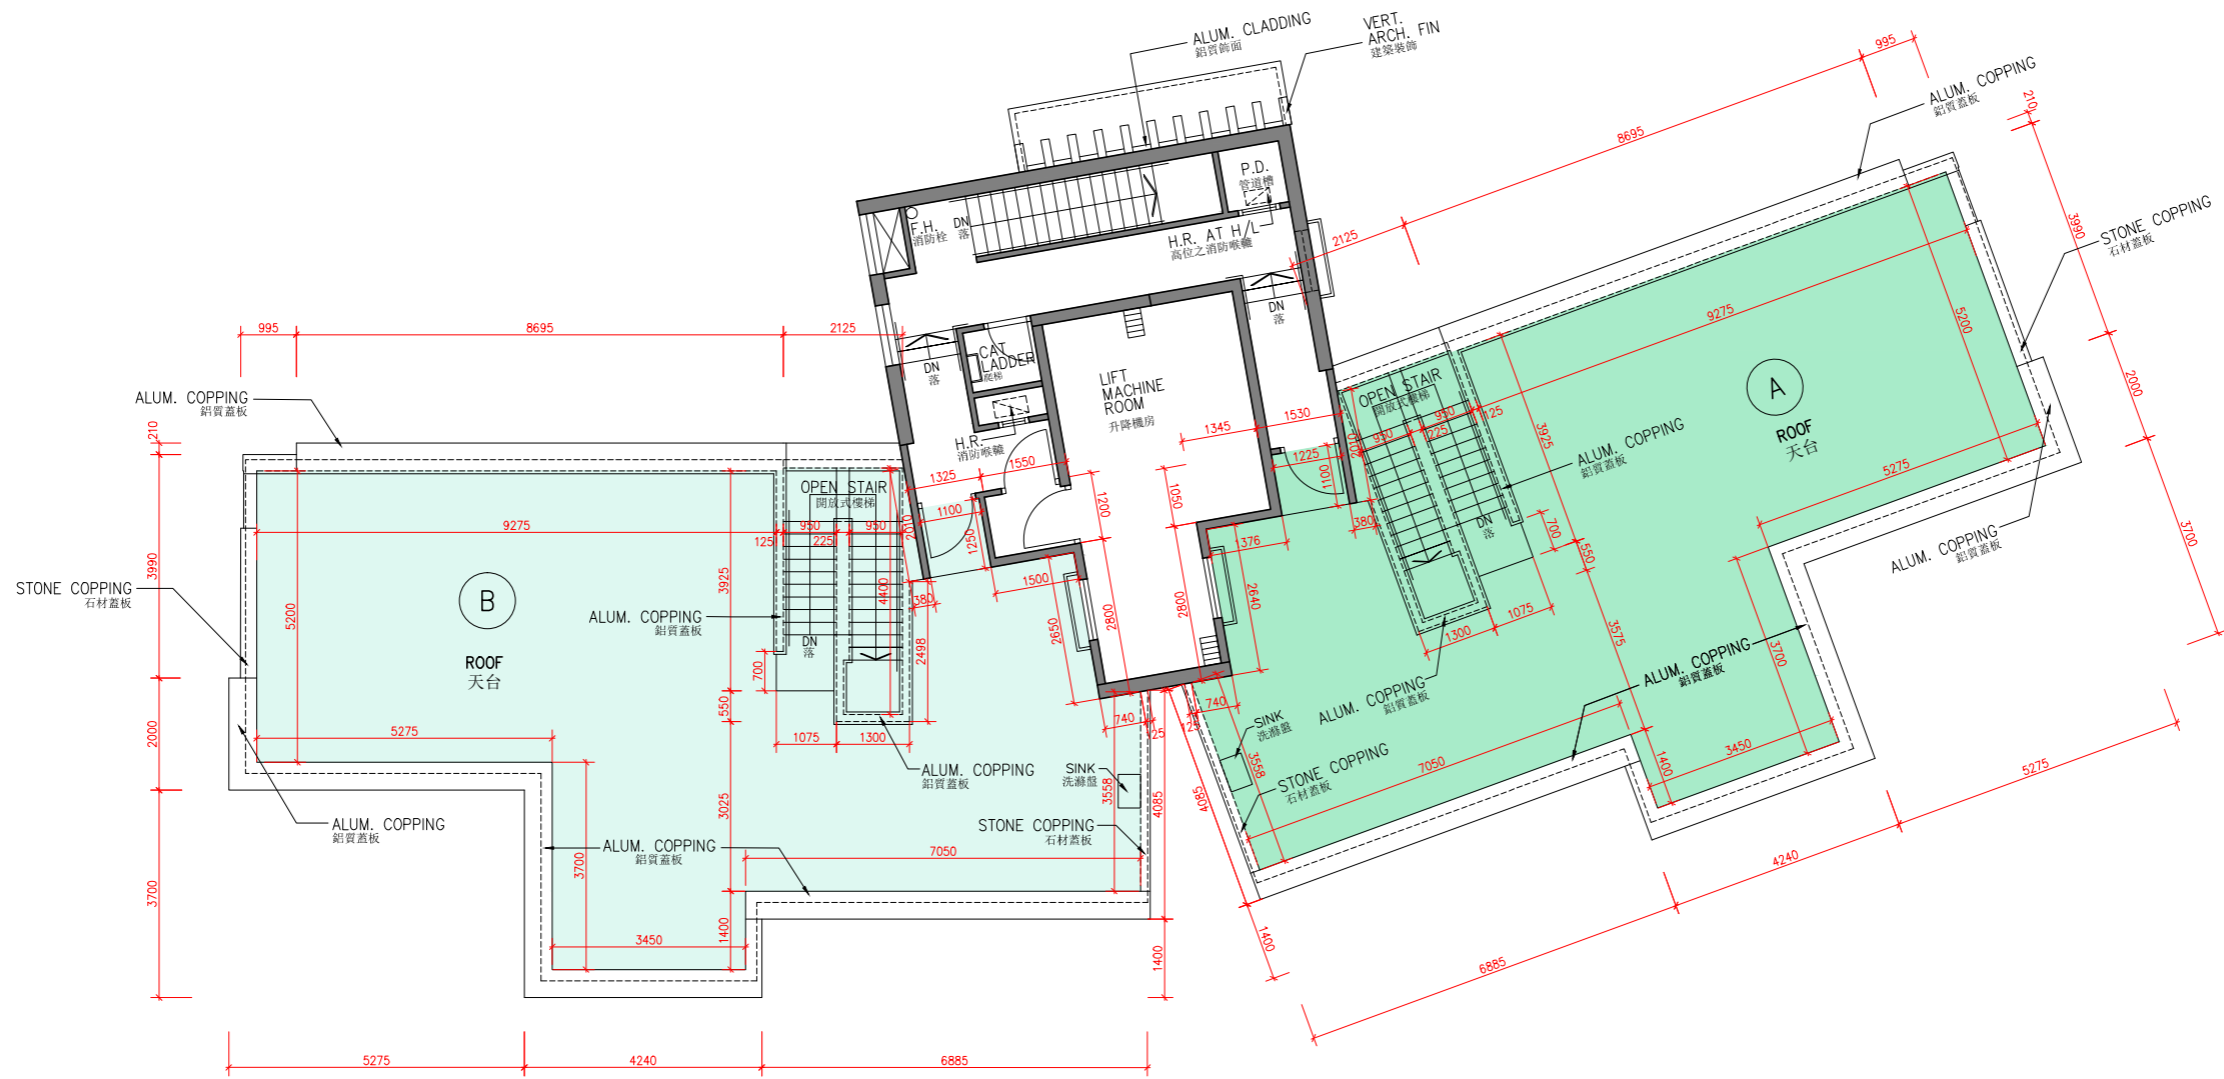 ALUM. CLADDING
鋁質飾面
VERT.
ARCH. FIN
建築裝飾
995
ALUM. COPPING
鋁質蓋板
210
8695
3990
STONE COPPING
石材蓋板
2000
3700
P.D.
管道槽
F.H.
消防栓
DN
落
H.R. AT H/L
高位之消防喉轆
2125
DN
落
9275
5200
A
ROOF
天台
5275
995
8695
2125
DN
落
CAT
LADDER
爬梯
LIFT
MACHINE
ROOM
升降機房
1345
1530
OPEN STAIR
開放式樓梯
950
225
950
125
2010
3925
ALUM. COPPING
鋁質蓋板
ALUM. COPPING
鋁質蓋板
210
H.R.
消防喉轆
1325
1550
1225
1100
380
DN
落
700
550
ALUM. COPPING
鋁質蓋板
OPEN STAIR
開放式樓梯
9275
125
950
225
950
2010
1100
1250
1200
1050
1376
3990
STONE COPPING
石材蓋板
B
ROOF
天台
5200
3925
4400
380
1500
2650
2800
2800
2640
1300
1075
3575
3700
ALUM. COPPING
鋁質蓋板
ALUM. COPPING
鋁質蓋板
DN
落
700
550
2498
740
125
125
740
ALUM. COPPING
鋁質蓋板
2000
5275
1075
1300
ALUM. COPPING
鋁質蓋板
SINK
洗滌盤
3558
4085
4085
SINK
洗滌盤
3558
STONE COPPING
石材蓋板
7050
1400
3450
5275
ALUM. COPPING
鋁質蓋板
3025
STONE COPPING
石材蓋板
ALUM. COPPING
鋁質蓋板
7050
3700
3700
4240
1400
3450
1400
1400
6885
5275
4240
6885